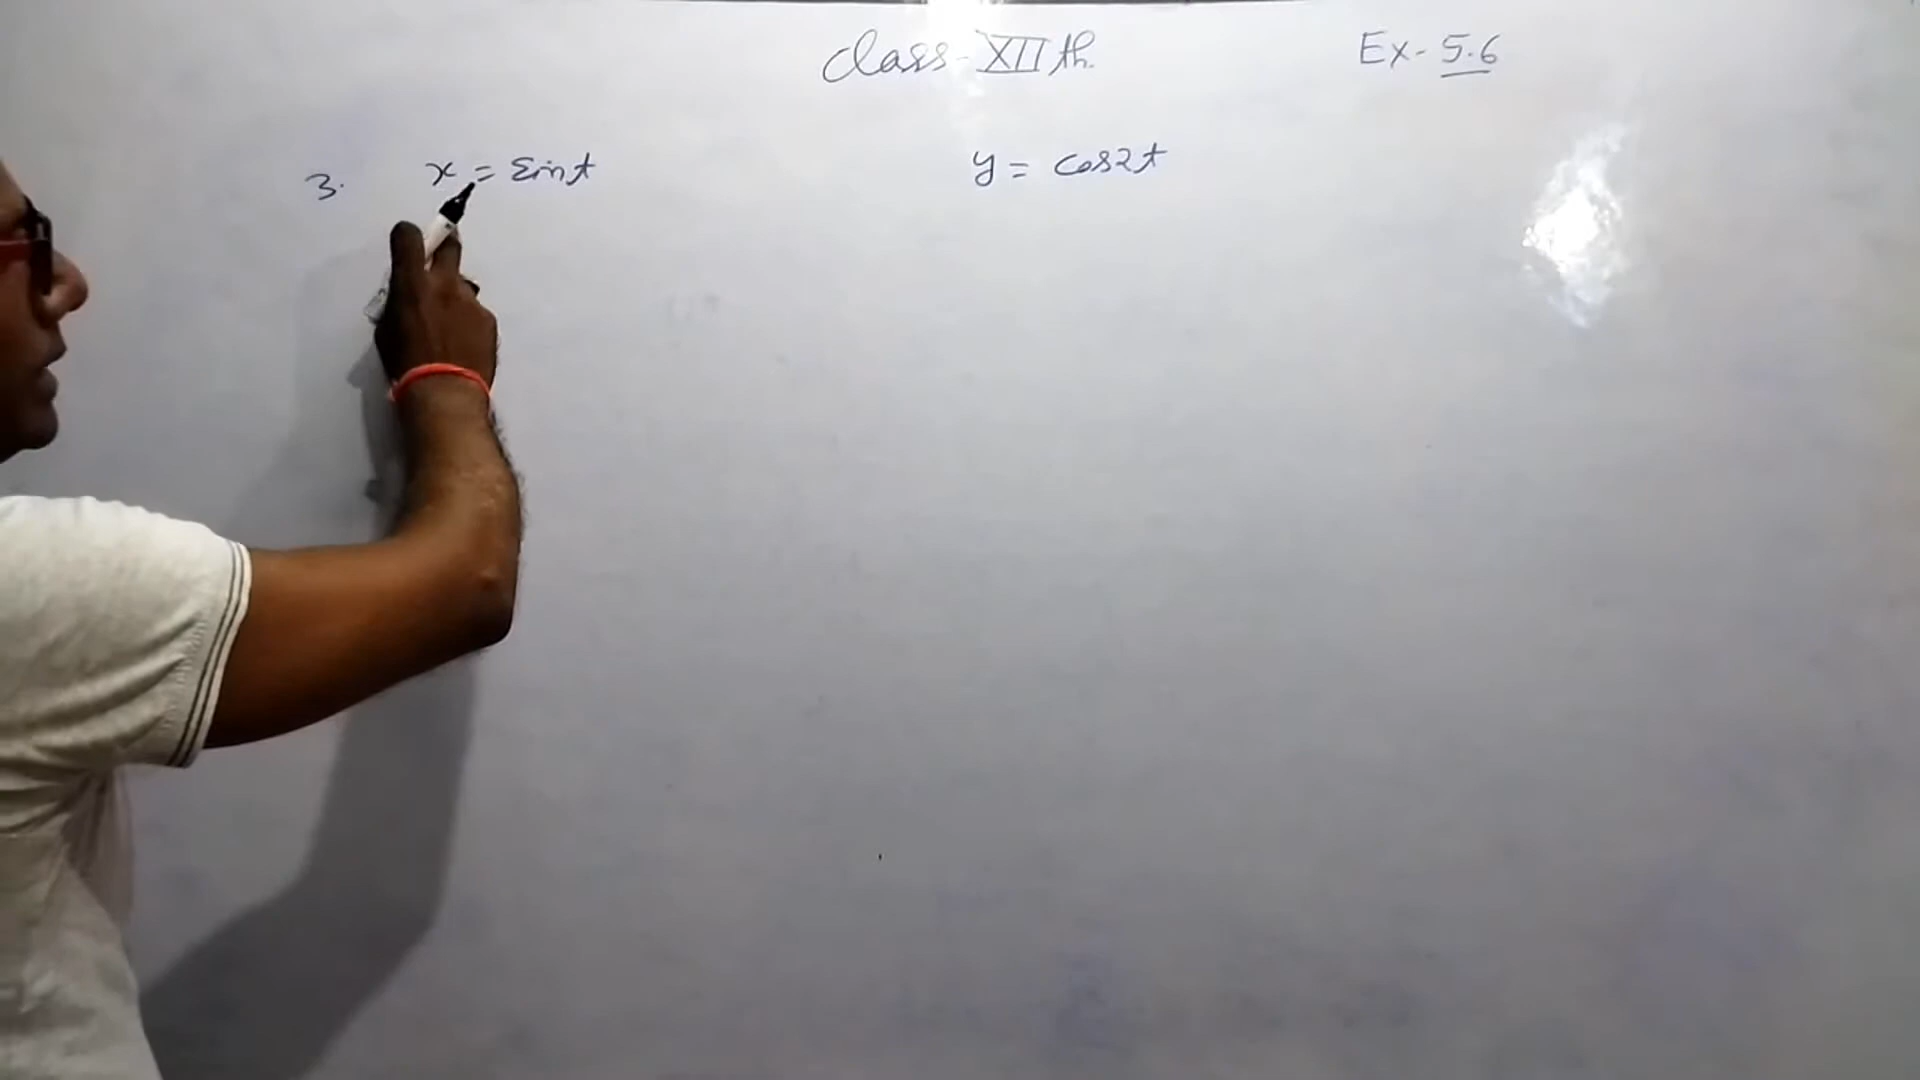 Class-XIIth. Ex-5.6
3. x = sint y = cos2t